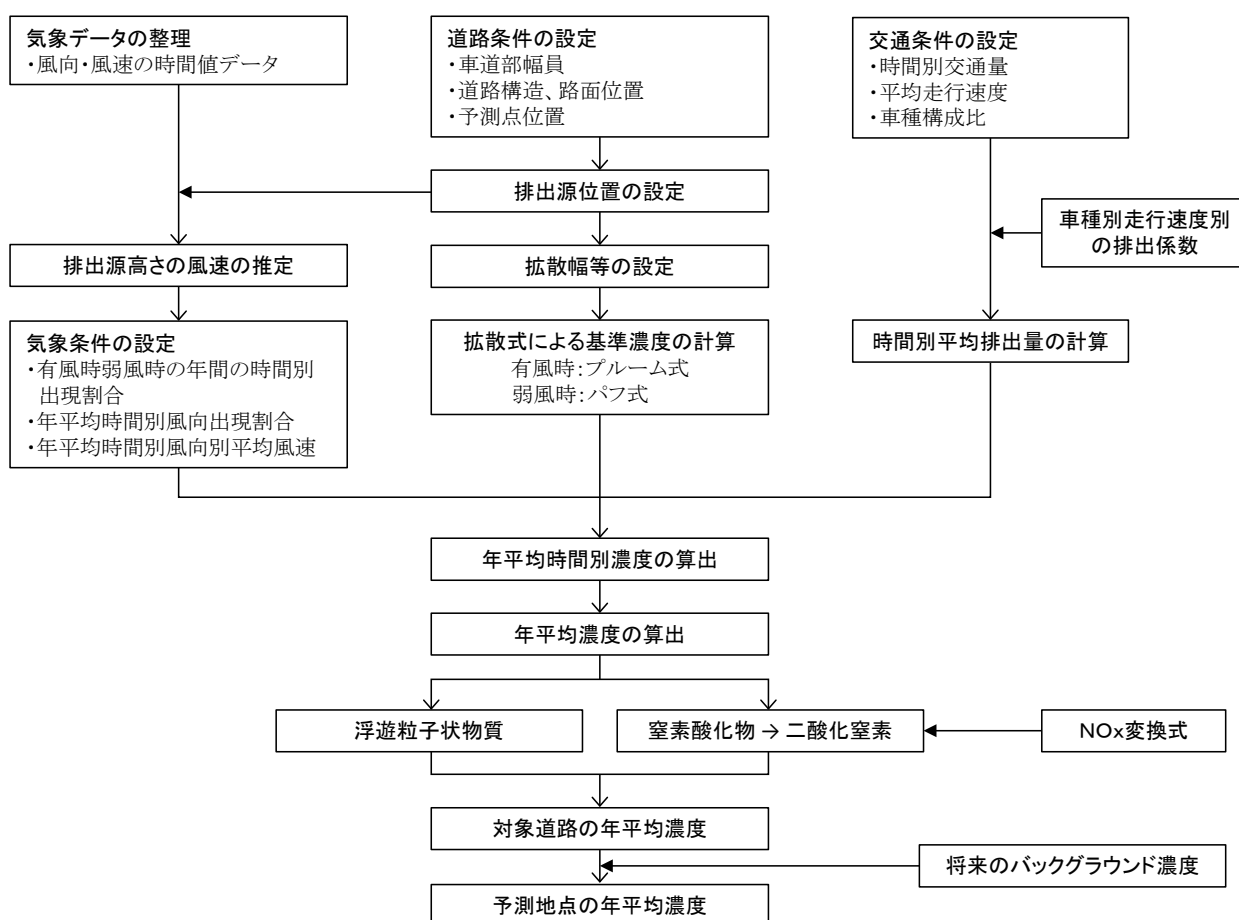 気象データの整理
・風向・風速の時間値データ
道路条件の設定
・車道部幅員
・道路構造、路面位置
・予測点位置
交通条件の設定
・時間別交通量
・平均走行速度
・車種構成比
排出源位置の設定
車種別走行速度別
の排出係数
排出源高さの風速の推定
拡散幅等の設定
気象条件の設定
・有風時弱風時の年間の時間別
出現割合
・年平均時間別風向出現割合
・年平均時間別風向別平均風速
拡散式による基準濃度の計算
有風時:プルーム式
弱風時:パフ式
時間別平均排出量の計算
年平均時間別濃度の算出
年平均濃度の算出
浮遊粒子状物質
窒素酸化物 → 二酸化窒素
NOx変換式
対象道路の年平均濃度
将来のバックグラウンド濃度
予測地点の年平均濃度